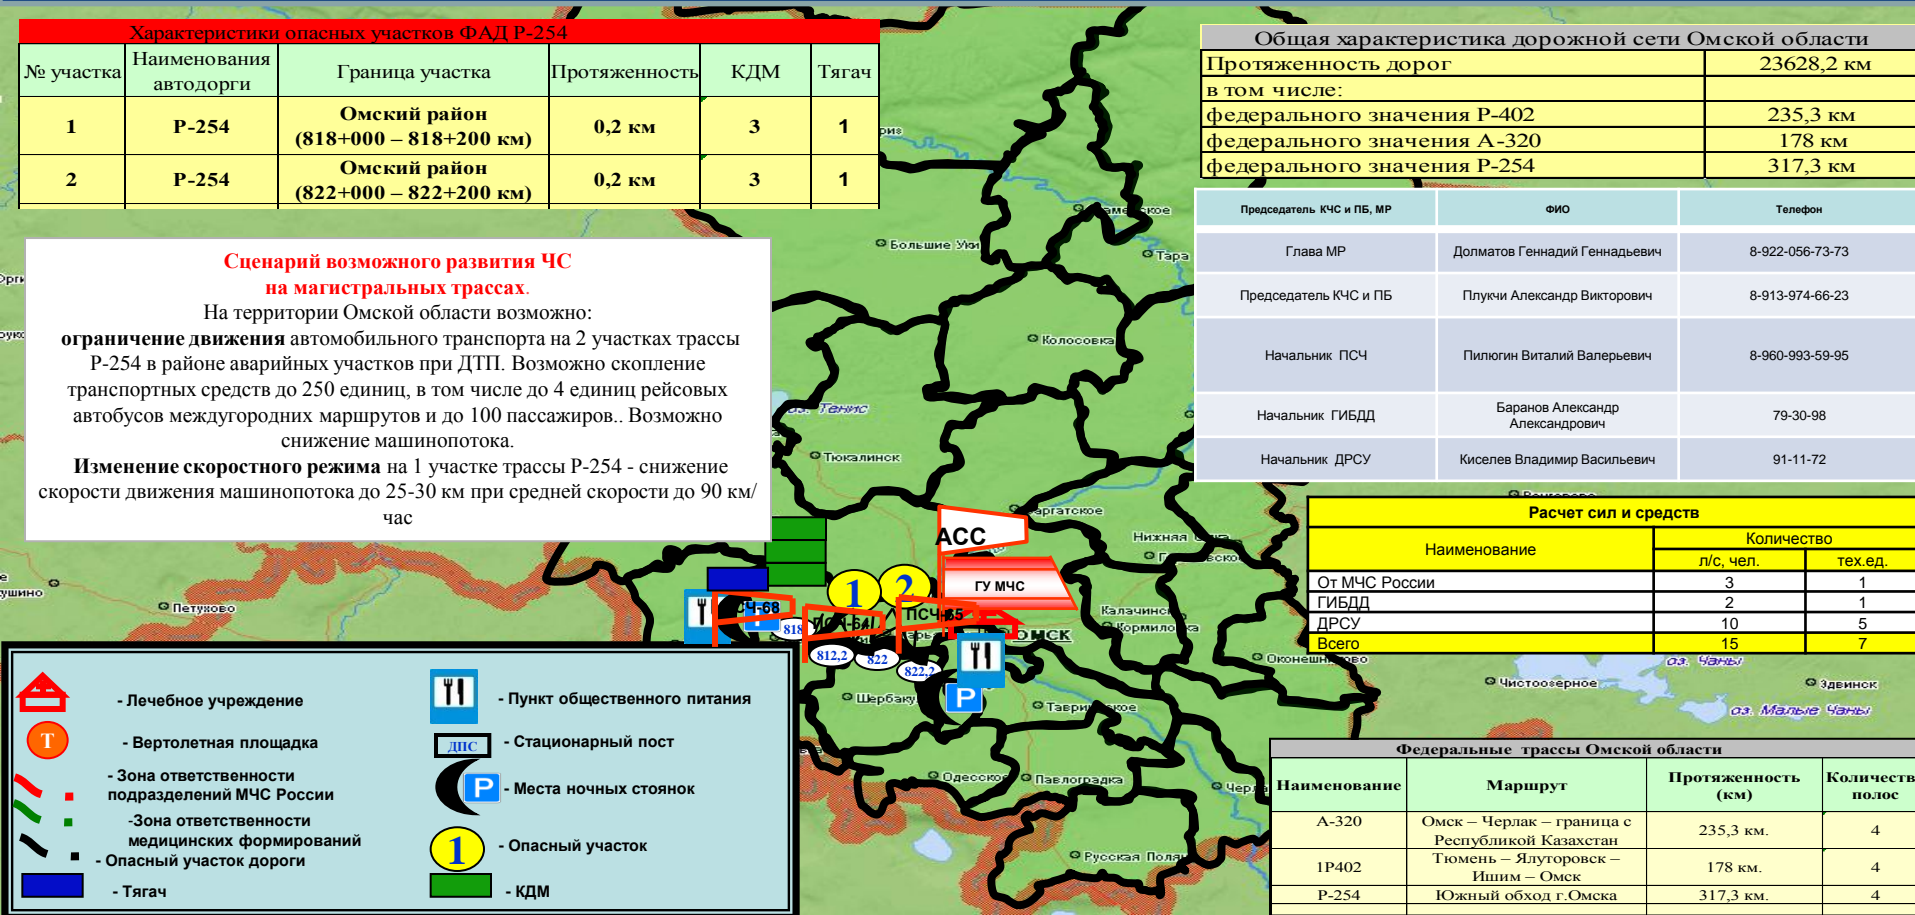 Характеристики опасных участков ФАД Р-254
№ участка Наименования автодорги Граница участка Протяженность КДМ Тягач
1 Р-254 Омский район (818+000 – 818+200 км) 0,2 км 3 1
2 Р-254 Омский район (822+000 – 822+200 км) 0,2 км 3 1
Общая характеристика дорожной сети Омской области
Протяженность дорог 23628,2 км
в том числе:
федерального значения Р-402 235,3 км
федерального значения А-320 178 км
федерального значения Р-254 317,3 км
Председатель КЧС и ПБ, МР ФИО Телефон
Глава МР Долматов Геннадий Геннадьевич 8-922-056-73-73
Председатель КЧС и ПБ Плукчи Александр Викторович 8-913-974-66-23
Начальник ПСЧ Пилюгин Виталий Валерьевич 8-960-993-59-95
Начальник ГИБДД Баранов Александр Александрович 79-30-98
Начальник ДРСУ Киселев Владимир Васильевич 91-11-72
Сценарий возможного развития ЧС
на магистральных трассах.
На территории Омской области возможно:
ограничение движения автомобильного транспорта на 2 участках трассы
Р-254 в районе аварийных участков при ДТП. Возможно скопление
транспортных средств до 250 единиц, в том числе до 4 единиц рейсовых
автобусов междугородних маршрутов и до 100 пассажиров.. Возможно
снижение машинопотока.
Изменение скоростного режима на 1 участке трассы Р-254 - снижение
скорости движения машинопотока до 25-30 км при средней скорости до 90 км/
час
Расчет сил и средств
Наименование Количество
л/с, чел. тех.ед.
От МЧС России 3 1
ГИБДД 2 1
ДРСУ 10 5
Всего 15 7
Большие Уки
Тара
Колосовка
оз. Тенис
Тюкалинск
Нижняя
Петухово
АСС
ГУ МЧС
1 2
ПСЧ-64
ПСЧ-65
818
812,2
822
822,2
Р
Калачинск
Кормиловка
ОМСК
Оконешниково
оз. Чаны
Чистоозерное
Здвинск
оз. Малые Чаны
Одесское
Павлоградка
Русская Поляна
- Лечебное учреждение
Т - Вертолетная площадка
- Зона ответственности
подразделений МЧС России
-Зона ответственности
медицинских формирований
- Опасный участок дороги
- Тягач
- Пункт общественного питания
ДПС - Стационарный пост
Р - Места ночных стоянок
1 - Опасный участок
- КДМ
Федеральные трассы Омской области
Наименование Маршрут Протяженность (км) Количеств полос
А-320 Омск – Черлак – граница с Республикой Казахстан 235,3 км. 4
1Р402 Тюмень – Ялуторовск – Ишим – Омск 178 км. 4
Р-254 Южный обход г.Омска 317,3 км. 4